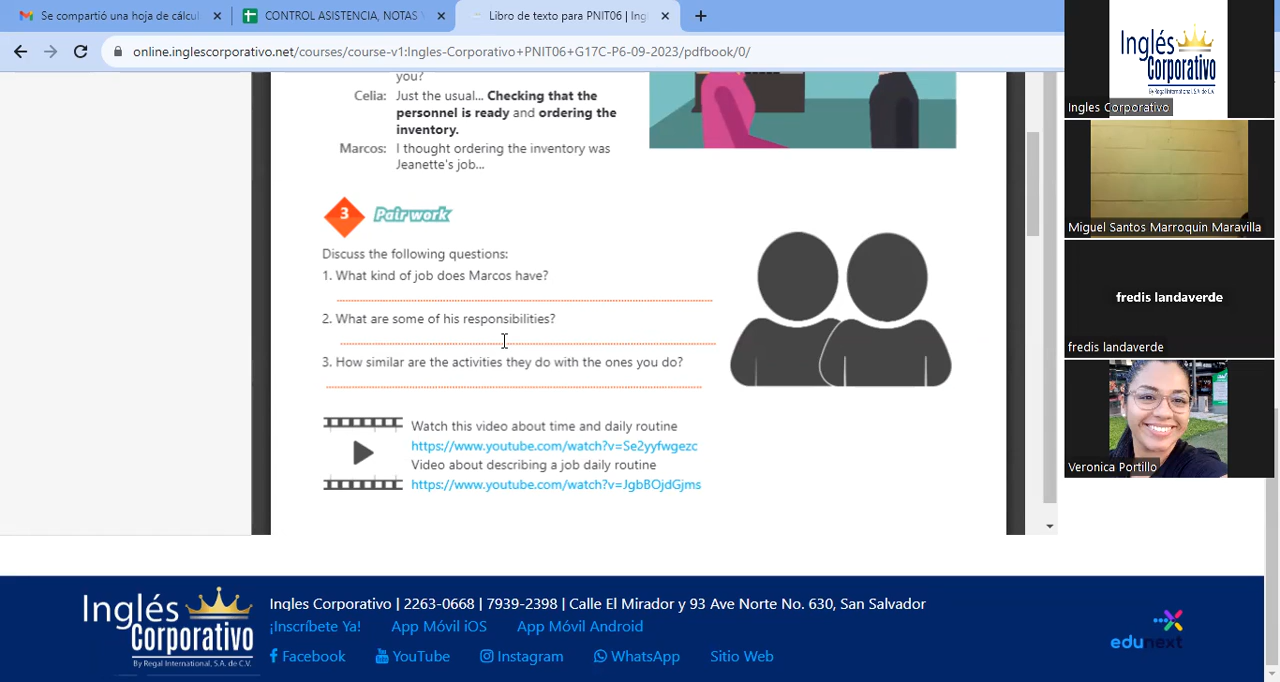 Se compartió una hoja de cálcu
CONTROL ASISTENCIA, NOTAS Y
Libro de texto para PNIT06 | Ing
online.inglescorporativo.net/courses/course-v1:Ingles-Corporativo+PNIT06+G17C-P6-09-2023/pdfbook/0/
you?
Celia: Just the usual... Checking that the
personnel is ready and ordering the
inventory.
Marcos: I thought ordering the inventory was
Jeanette's job...
3 Pair work
Discuss the following questions:
1. What kind of job does Marcos have?
2. What are some of his responsibilities?
3. How similar are the activities they do with the ones you do?
Watch this video about time and daily routine
https://www.youtube.com/watch?v=Se2yyfwgezc
Video about describing a job daily routine
https://www.youtube.com/watch?v=JgbBOjdGjms
Inglés
Corporativo
By Regal International, S.A. de C.V.
Ingles Corporativo | 2263-0668 | 7939-2398 | Calle El Mirador y 93 Ave Norte No. 630, San Salvador
¡Inscríbete Ya! App Móvil iOS App Móvil Android
Facebook YouTube Instagram WhatsApp Sitio Web
edunext
Inglés
Corporativo
By Regal International, S.A. de C.V.
Ingles Corporativo
Miguel Santos Marroquin Maravilla
fredis landaverde
fredis landaverde
Veronica Portillo